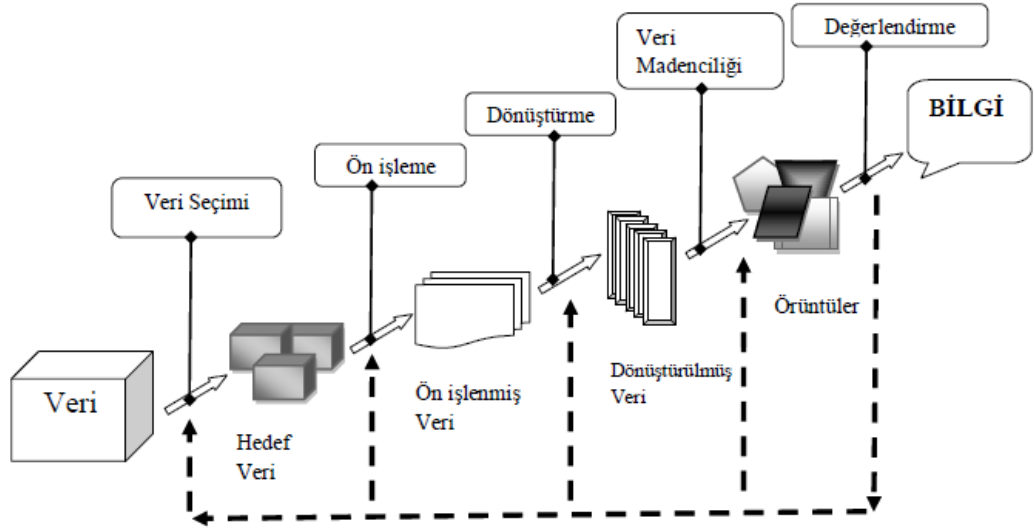 Değerlendirme
Veri
Madenciliği
BİLGİ
Dönüştürme
Ön işleme
Veri Seçimi
Örüntüler
Dönüştürülmüş
Veri
Ön işlenmiş
Veri
Veri
Hedef
Veri